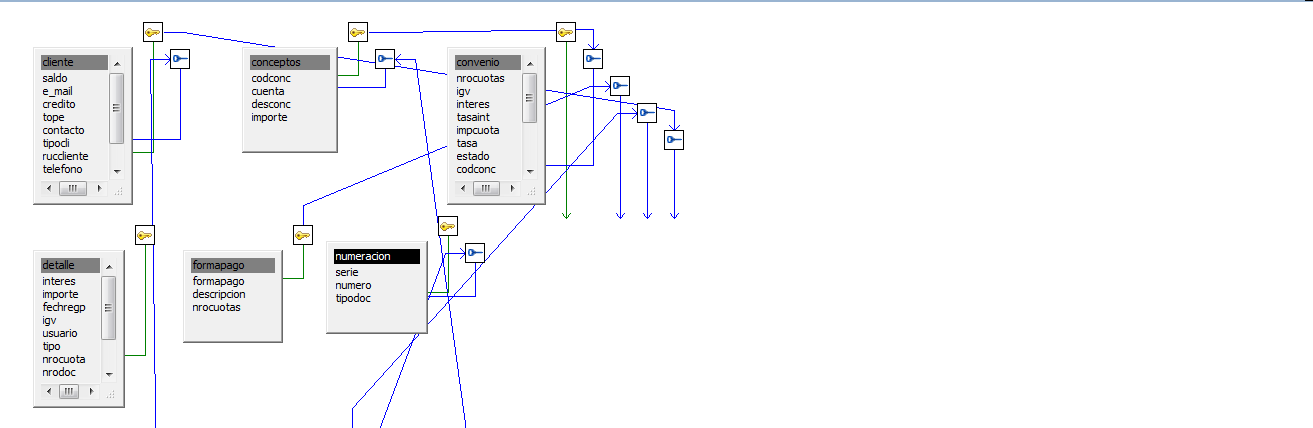 cliente
saldo
e_mail
credito
tope
contacto
tipocli
ruccliente
telefono
conceptos
codconc
cuenta
desconc
importe
convenio
nrocuotas
igv
interes
tasaint
impcuota
tasa
estado
codconc
detalle
interes
importe
fechregp
igv
usuario
tipo
nrocuota
nrodoc
formapago
formapago
descripcion
nrocuotas
numeracion
serie
numero
tipodoc